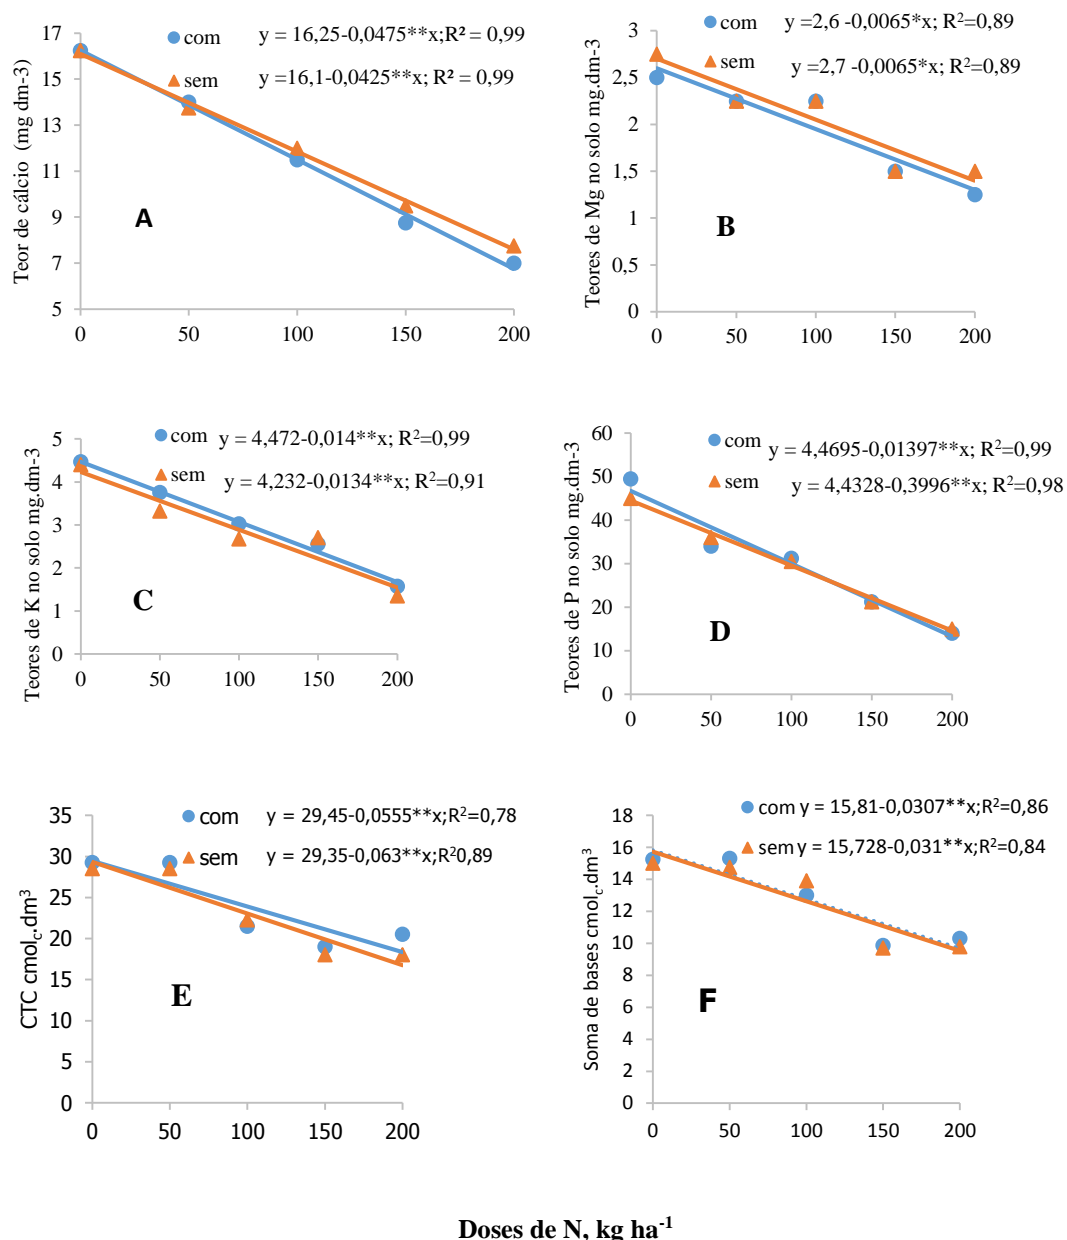 com y = 16,25-0,0475**x;R² = 0,99
sem y =16,1-0,0425**x; R² = 0,99
Teor de cálcio (mg dm-3)
17
15
13
11
9
7
5
0 50 100 150 200
A
com y=2,6 -0,0065*x; R²=0,89
sem y=2,7 -0,0065*x; R²=0,89
Teores de Mg no solo mg.dm-3
3
2,5
2
1,5
1
0,5
0
0 50 100 150 200
B
com y = 4,472-0,014**x; R²=0,99
sem y = 4,232-0,0134**x; R²=0,91
Teores de K no solo mg.dm-3
5
4
3
2
1
0
0 50 100 150 200
C
com y = 4,4695-0,01397**x; R²=0,99
sem y = 4,4328-0,3996**x; R²=0,98
Teores de P no solo mg.dm-3
60
50
40
30
20
10
0
0 50 100 150 200
D
com y = 29,45-0,0555**x;R²=0,78
sem y = 29,35-0,063**x;R²0,89
CTC cmolc.dm³
35
30
25
20
15
10
5
0
0 50 100 150 200
E
com y = 15,81-0,0307**x;R²=0,86
sem y = 15,728-0,031**x;R²=0,84
Soma de bases cmolc.dm³
18
16
14
12
10
8
6
4
2
0
0 50 100 150 200
F
Doses de N, kg ha⁻¹